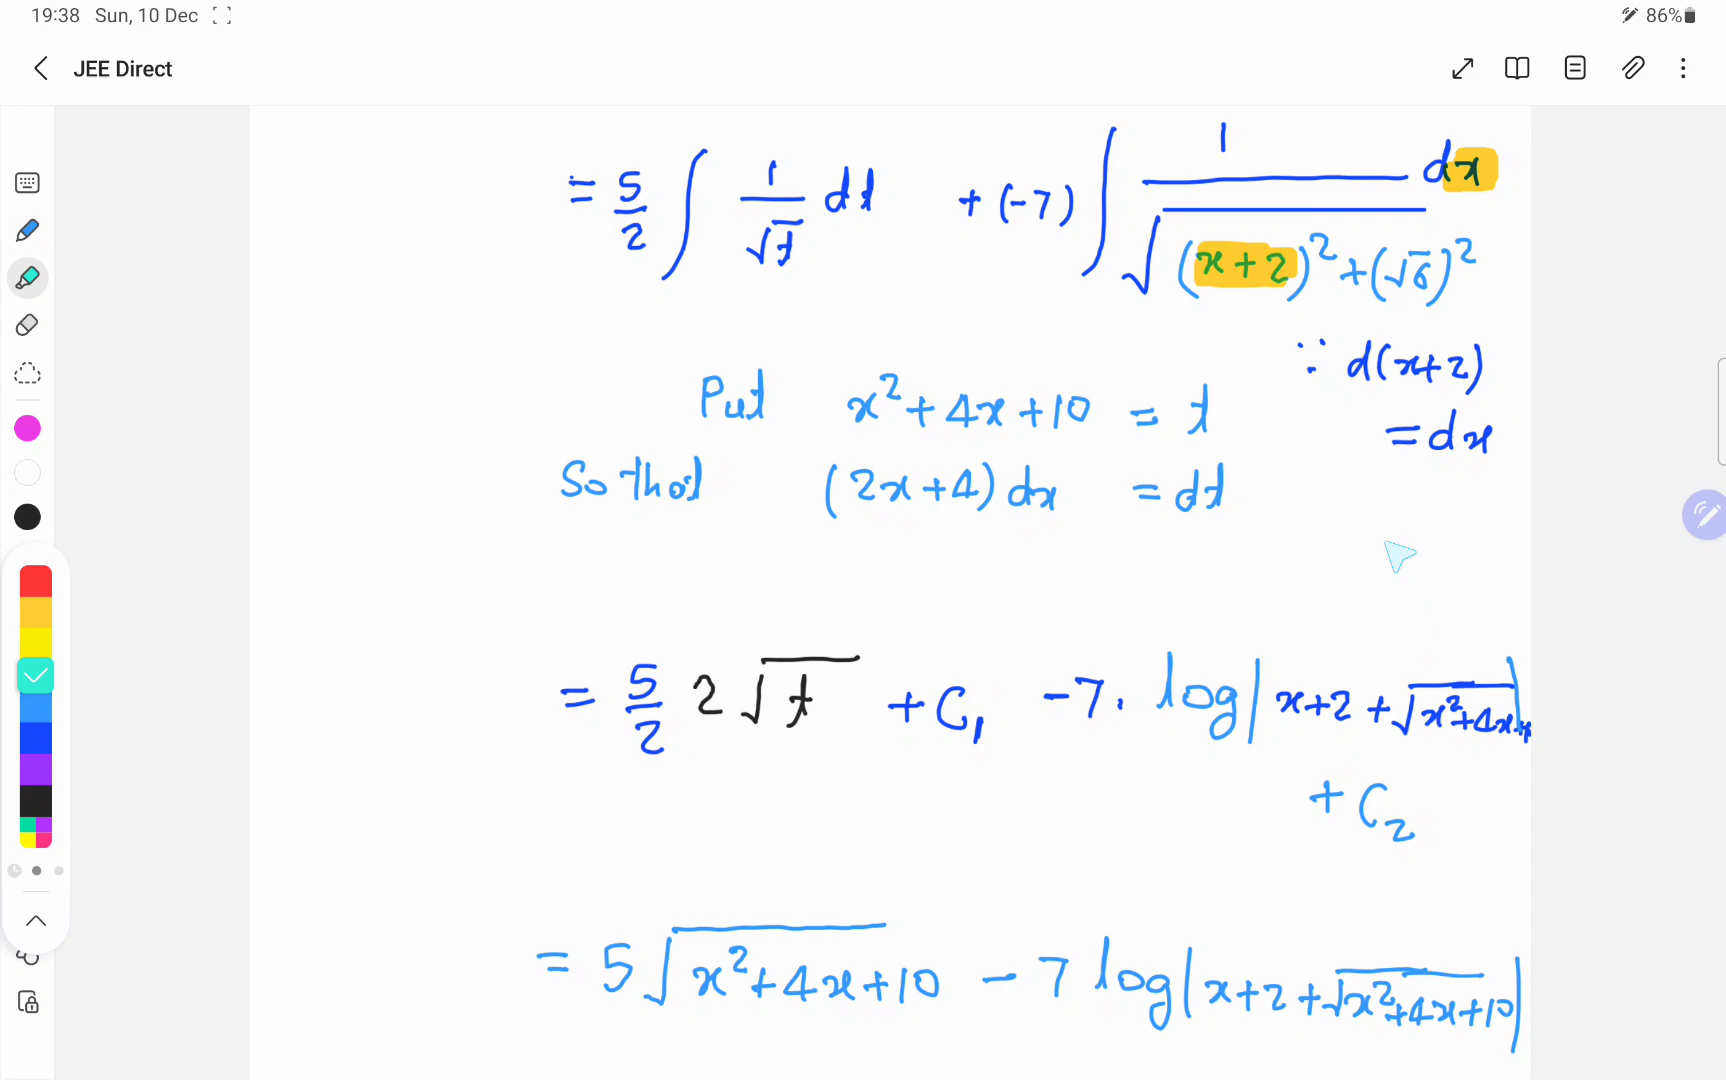 19:38 Sun, 10 Dec 86%
JEE Direct
= 5/2 ∫ 1/√t dt + (-7) ∫ 1/√((x+2)² + (√6)²) dx
∵ d(x+2)
Put x² + 4x + 10 = t
= dx
So that (2x+4) dx = dt
= 5/2 2√t + C₁ -7. log|x+2 + √(x²+4x+
+ C₂
= 5√(x²+4x+10) - 7 log|x+2 + √(x²+4x+10)|